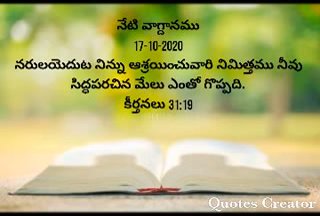 నేటి వాగ్దానము
17-10-2020
నరులయెదుట నిన్ను ఆశ్రయించువారి నిమిత్తము నీవు
సిద్ధపరచిన మేలు ఎంతో గొప్పది.
కీర్తనలు 31:19
Quotes Creator